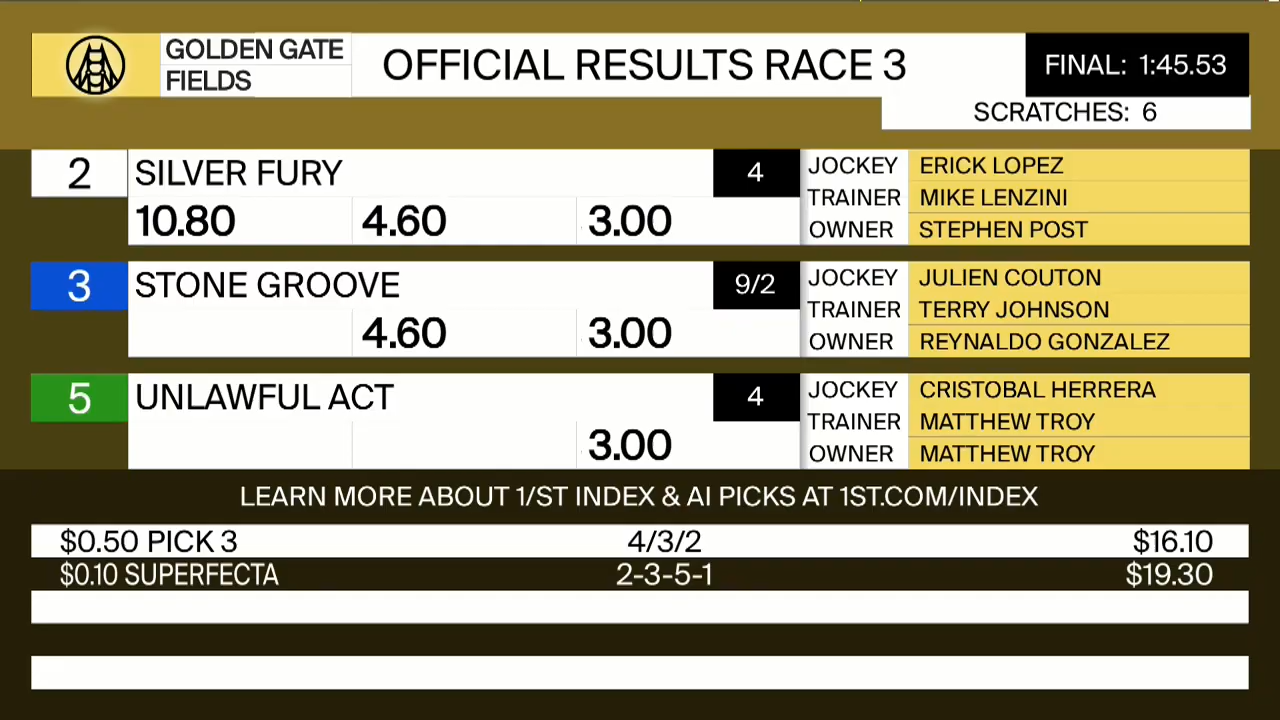 GOLDEN GATE
FIELDS
OFFICIAL RESULTS RACE 3
FINAL: 1:45.53
SCRATCHES: 6
2 SILVER FURY 4
10.80 4.60 3.00
JOCKEY ERICK LOPEZ
TRAINER MIKE LENZINI
OWNER STEPHEN POST
3 STONE GROOVE 9/2
4.60 3.00
JOCKEY JULIEN COUTON
TRAINER TERRY JOHNSON
OWNER REYNALDO GONZALEZ
5 UNLAWFUL ACT 4
3.00
JOCKEY CRISTOBAL HERRERA
TRAINER MATTHEW TROY
OWNER MATTHEW TROY
LEARN MORE ABOUT 1/ST INDEX & AI PICKS AT 1ST.COM/INDEX
$0.50 PICK 3 4/3/2 $16.10
$0.10 SUPERFECTA 2-3-5-1 $19.30